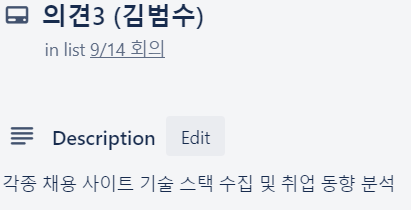 의견3 (김범수)
in list 9/14 회의
Description Edit
각종 채용 사이트 기술 스택 수집 및 취업 동향 분석